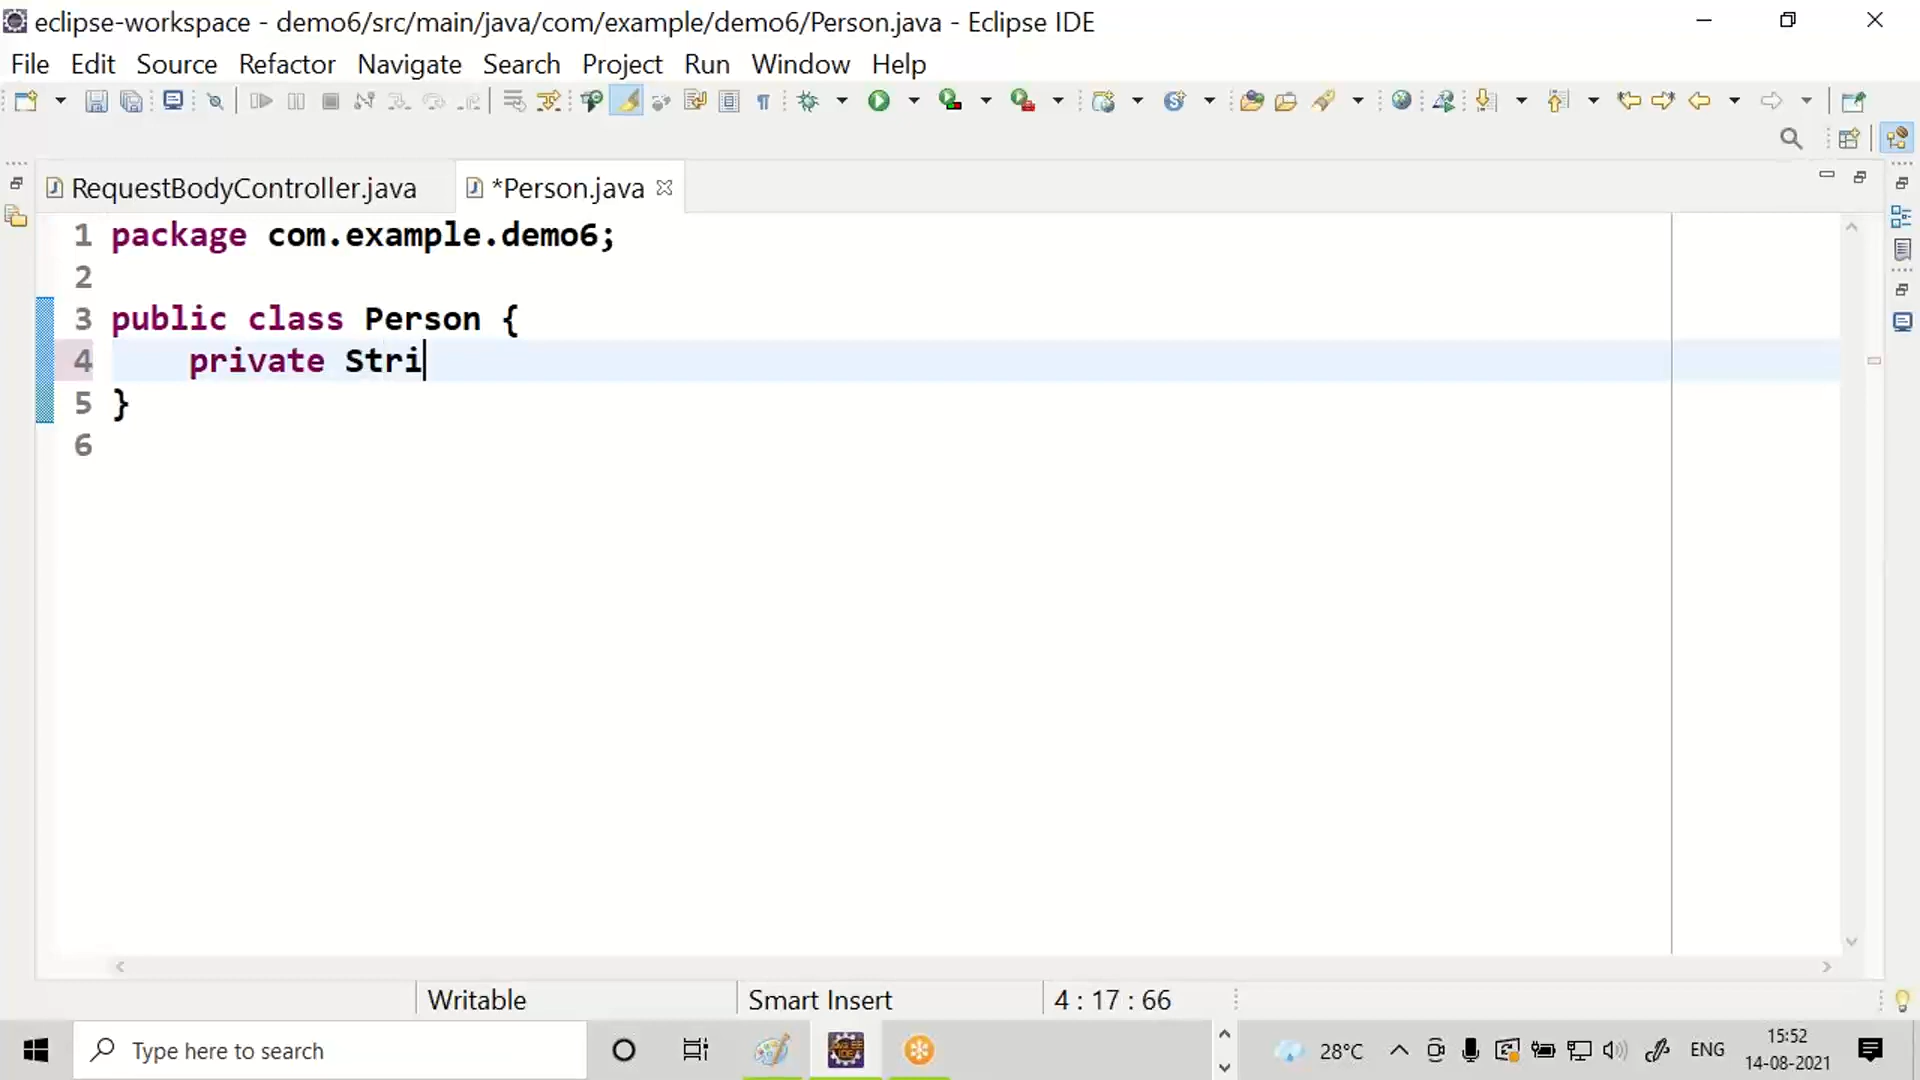 eclipse-workspace - demo6/src/main/java/com/example/demo6/Person.java - Eclipse IDE
File Edit Source Refactor Navigate Search Project Run Window Help
RequestBodyController.java *Person.java
1 package com.example.demo6;
2
3 public class Person {
4 private Stri
5 }
6
Writable Smart Insert 4 : 17 : 66
Type here to search 28°C ENG 15:52
14-08-2021